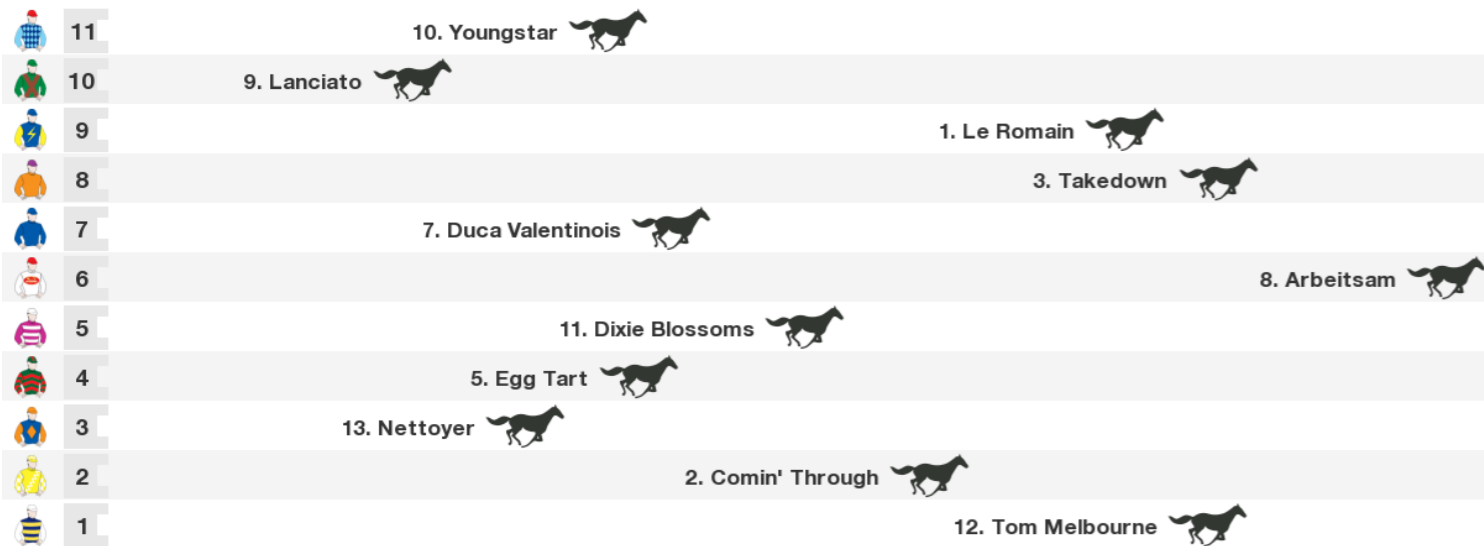 11 10. Youngstar
10 9. Lanciato
9 1. Le Romain
8 3. Takedown
7 7. Duca Valentinois
6 8. Arbeitsam
5 11. Dixie Blossoms
4 5. Egg Tart
3 13. Nettoyer
2 2. Comin' Through
1 12. Tom Melbourne